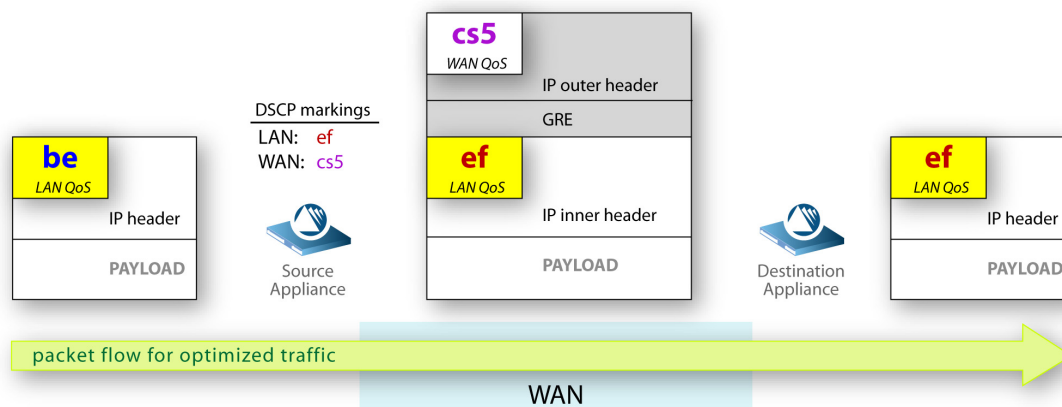 be
LAN QoS
IP header
PAYLOAD
DSCP markings
LAN: ef
WAN: cs5
Source
Appliance
cs5
WAN QoS
IP outer header
GRE
ef
LAN QoS
IP inner header
PAYLOAD
Destination
Appliance
ef
LAN QoS
IP header
PAYLOAD
packet flow for optimized traffic
WAN